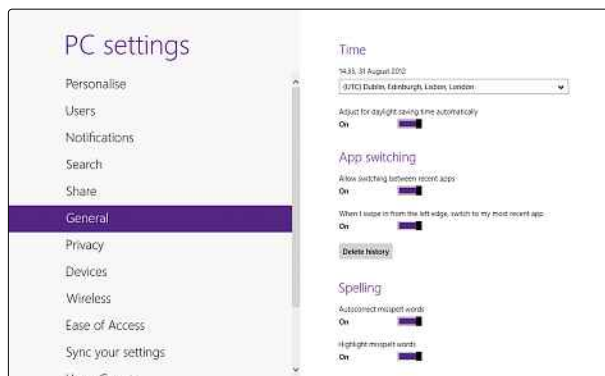 PC settings
Personalise
Users
Notifications
Search
Share
General
Privacy
Devices
Wireless
Ease of Access
Sync your settings
Time
14:35, 31 August 2012
(UTC) Dublin, Edinburgh, Lisbon, London
Adjust for daylight saving time automatically
On
App switching
Allow switching between recent apps
On
When I swipe in from the left edge, switch to my most recent app
On
Delete history
Spelling
Autocorrect misspelt words
On
Highlight misspelt words
On